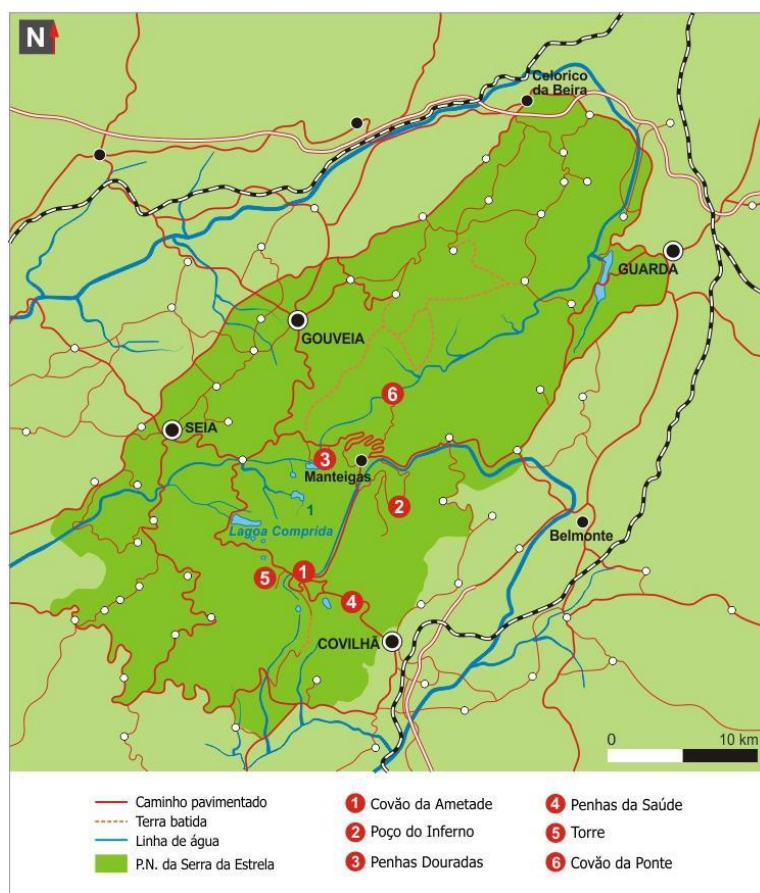 N
Celorico
da Beira
GUARDA
GOUVEIA
6
SEIA
3
Manteigas
2
1
Lagoa Comprida
Belmonte
1
5
4
COVILHÃ
0 10 km
Caminho pavimentado
Terra batida
Linha de água
P.N. da Serra da Estrela
1 Covão da Ametade
2 Poço do Inferno
3 Penhas Douradas
4 Penhas da Saúde
5 Torre
6 Covão da Ponte